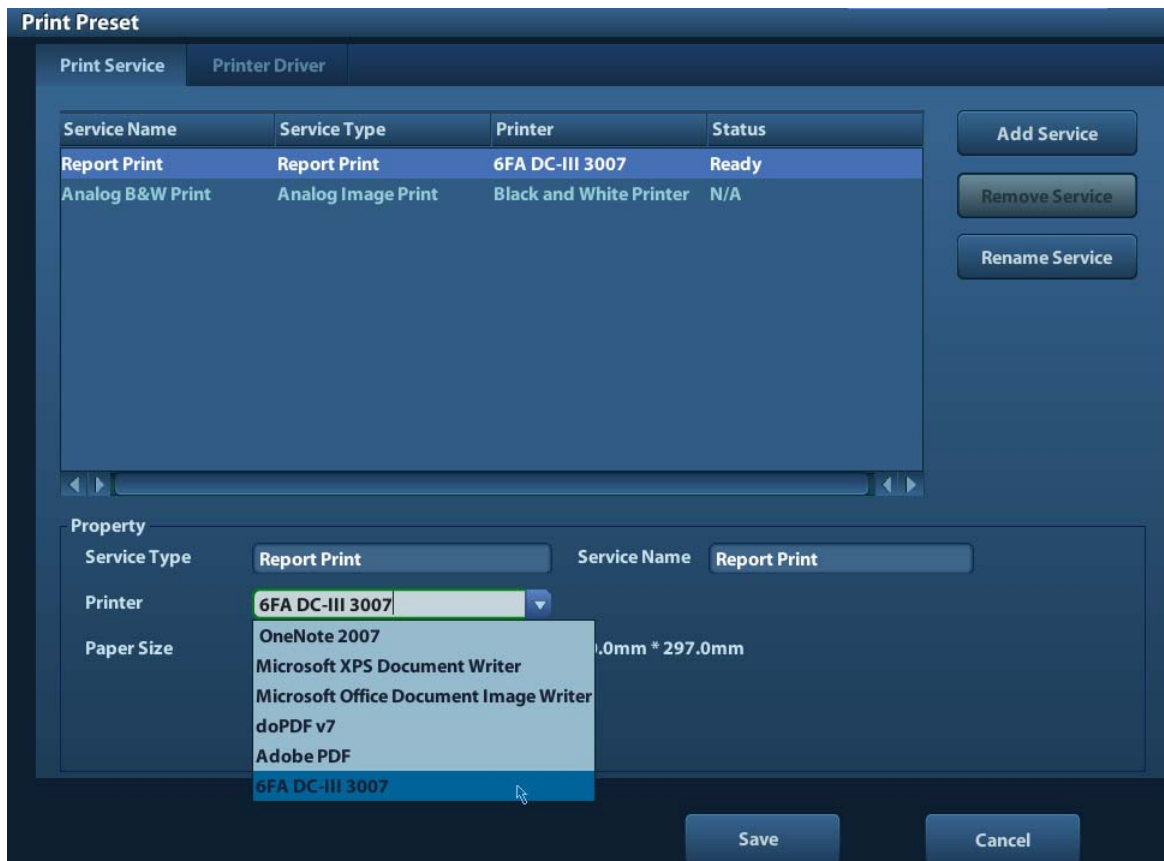 Print Preset
Print Service Printer Driver
Service Name Service Type Printer Status
Report Print Report Print 6FA DC-III 3007 Ready
Analog B&W Print Analog Image Print Black and White Printer N/A
Add Service
Remove Service
Rename Service
Property
Service Type Report Print Service Name Report Print
Printer 6FA DC-III 3007
OneNote 2007
Paper Size .0mm * 297.0mm
Microsoft XPS Document Writer
Microsoft Office Document Image Writer
doPDF v7
Adobe PDF
6FA DC-III 3007
Save Cancel